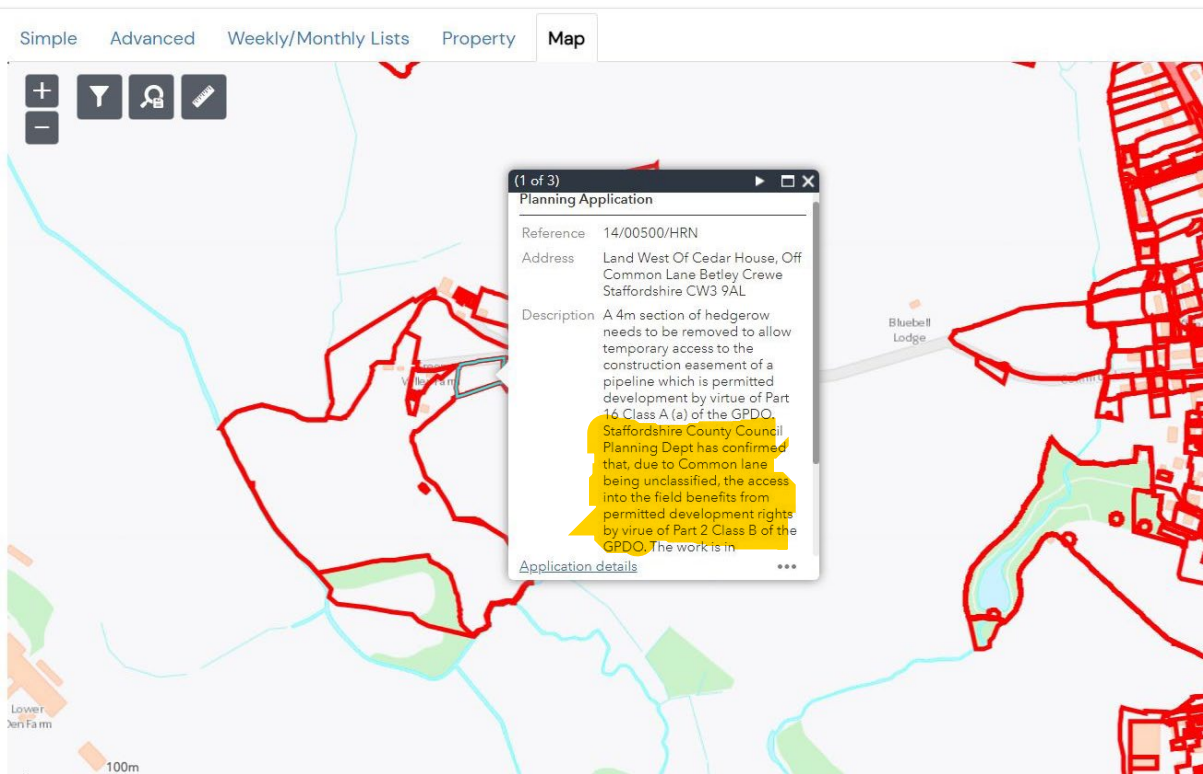 Simple Advanced Weekly/Monthly Lists Property Map
(1 of 3)
Planning Application
Reference 14/00500/HRN
Address Land West Of Cedar House, Off
Common Lane Betley Crewe
Staffordshire CW3 9AL
Description A 4m section of hedgerow
needs to be removed to allow
temporary access to the
construction easement of a
pipeline which is permitted
development by virtue of Part
16 Class A (a) of the GPDO.
Staffordshire County Council
Planning Dept has confirmed
that, due to Common lane
being unclassified, the access
into the field benefits from
permitted development rights
by virue of Part 2 Class B of the
GPDO. The work is in
Application details
Bluebell
Lodge
Lower
Den Farm
100m